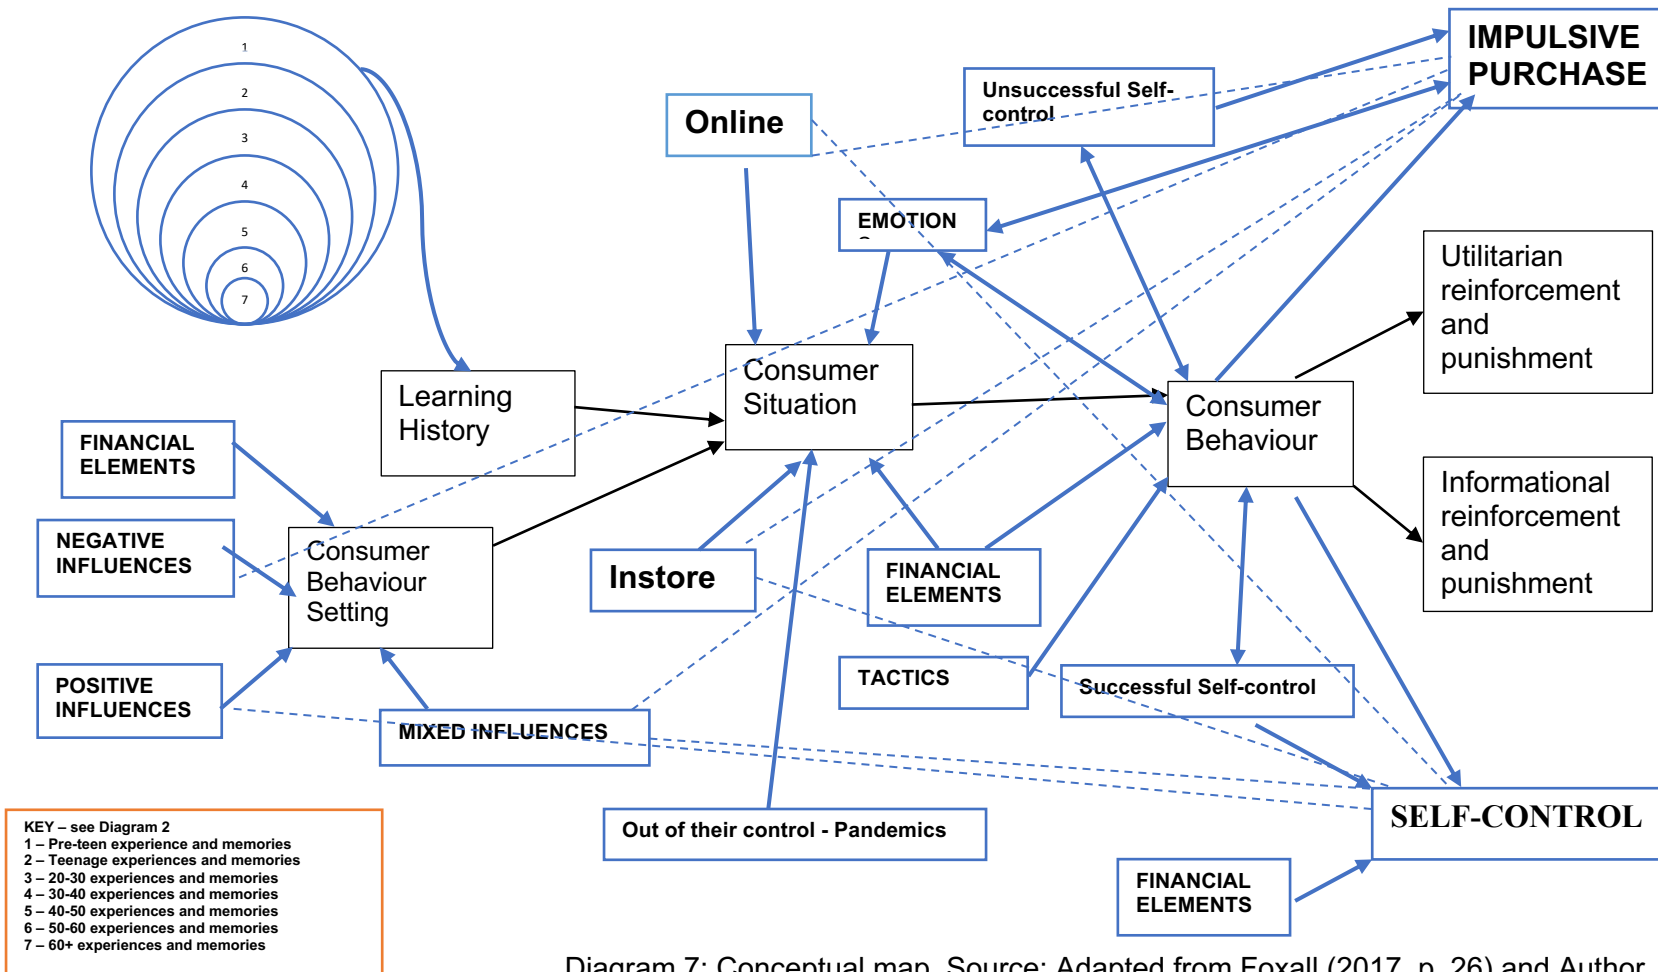 1
2
3
4
5
6
7
Online
Unsuccessful Self-
control
IMPULSIVE
PURCHASE
EMOTION
Utilitarian
reinforcement
and
punishment
Learning
History
Consumer
Situation
Consumer
Behaviour
FINANCIAL
ELEMENTS
NEGATIVE
INFLUENCES
Consumer
Behaviour
Setting
Instore
FINANCIAL
ELEMENTS
Informational
reinforcement
and
punishment
POSITIVE
INFLUENCES
MIXED INFLUENCES
TACTICS
Successful Self-control
Out of their control - Pandemics
SELF-CONTROL
FINANCIAL
ELEMENTS
KEY – see Diagram 2
1 – Pre-teen experience and memories
2 – Teenage experiences and memories
3 – 20-30 experiences and memories
4 – 30-40 experiences and memories
5 – 40-50 experiences and memories
6 – 50-60 experiences and memories
7 – 60+ experiences and memories
Diagram 7: Conceptual map. Source: Adapted from Foxall (2017, p. 26) and Author